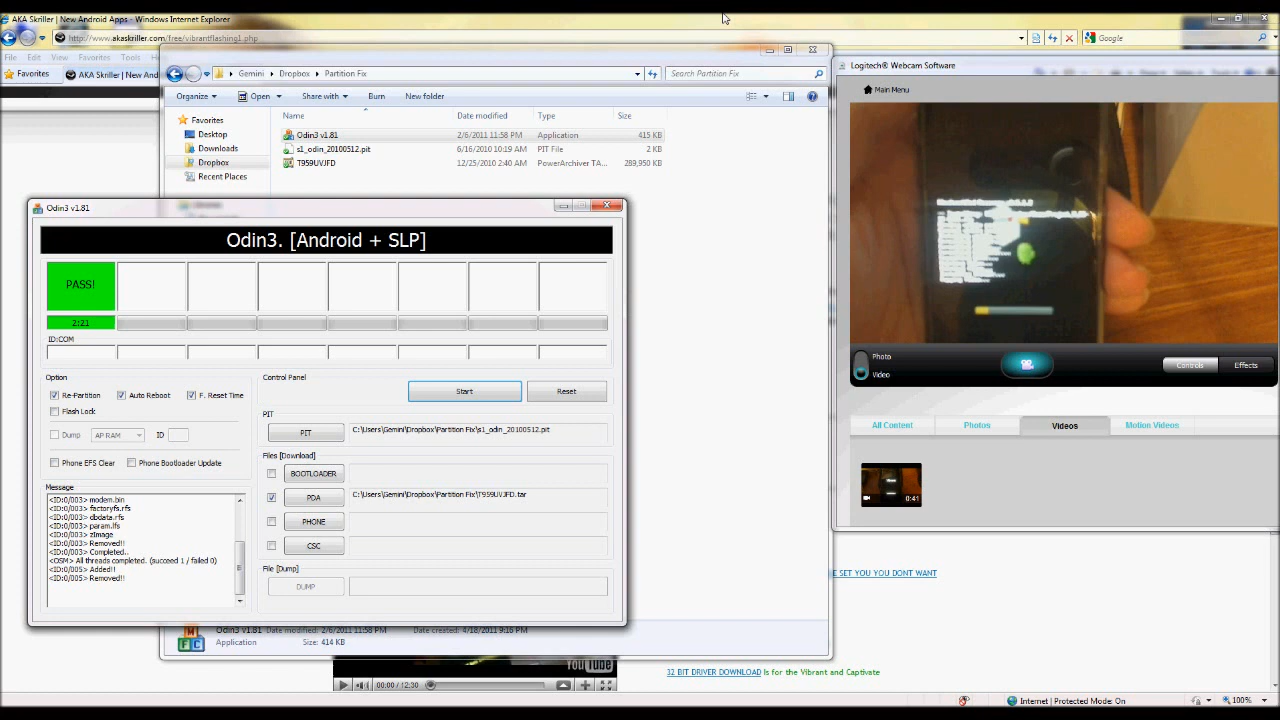 AKA Skriller | New Android Apps - Windows Internet Explorer
http://www.akaskriller.com/free/vibrantflashing1.php
Google
File Edit View Favorites Tools
Favorites
AKA Skriller | New And
Gemini Dropbox Partition Fix
Search Partition Fix
Organize Open Share with Burn New folder
Name Date modified Type Size
Favorites
Desktop
Downloads
Dropbox
Recent Places
Odin3 v1.81 2/6/2011 11:58 PM Application 415 KB
s1_odin_20100512.pit 6/16/2010 10:19 AM PIT File 2 KB
T959UVJFD 12/25/2010 2:40 AM PowerArchiver TA... 289,950 KB
Odin3 v1.81
Odin3. [Android + SLP]
PASS!
2:21
ID:COM
Option
Re-Partition Auto Reboot F. Reset Time
Flash Lock
Dump AP RAM ID
Phone EFS Clear Phone Bootloader Update
Message
<ID:0/003> modem.bin
<ID:0/003> factoryfs.rfs
<ID:0/003> dbdata.rfs
<ID:0/003> param.lfs
<ID:0/003> zImage
<ID:0/003> Removed!!
<ID:0/003> Completed..
<OSM> All threads completed. (succeed 1 / failed 0)
<ID:0/005> Added!!
<ID:0/005> Removed!!
Control Panel
Start Reset
PIT
PIT C:\Users\Gemini\Dropbox\Partition Fix\s1_odin_20100512.pit
Files [Download]
BOOTLOADER
PDA C:\Users\Gemini\Dropbox\Partition Fix\T959UVJFD.tar
PHONE
CSC
File [Dump]
DUMP
Odin3 v1.81 Date modified: 2/6/2011 11:58 PM Date created: 4/18/2011 9:16 PM
Application Size: 414 KB
YouTube
00:00 / 12:30
Logitech® Webcam Software
Main Menu
Photo
Video
Controls Effects
All Content Photos Videos Motion Videos
0:41
E SET YOU YOU DONT WANT
32 BIT DRIVER DOWNLOAD Is for the Vibrant and Captivate
Internet | Protected Mode: On
100%